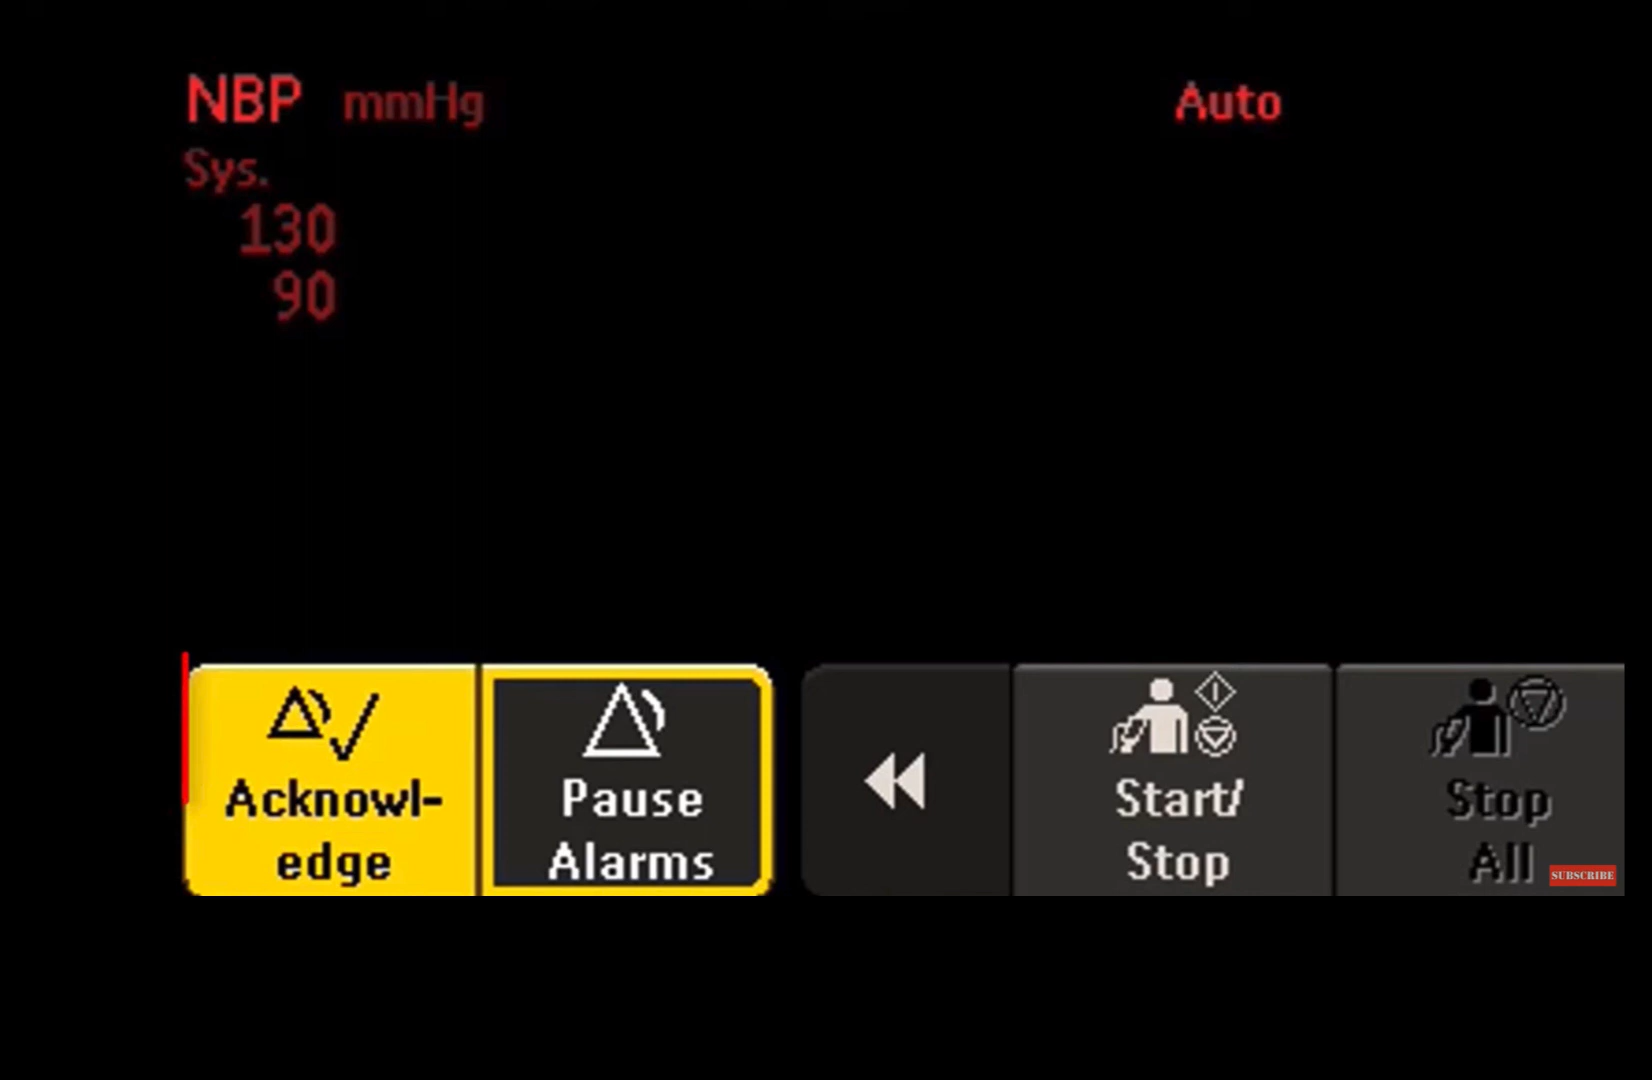 NBP mmHg Auto
Sys.
130
90
Acknowl-
edge
Pause
Alarms
Start/
Stop
Stop
All
SUBSCRIBE